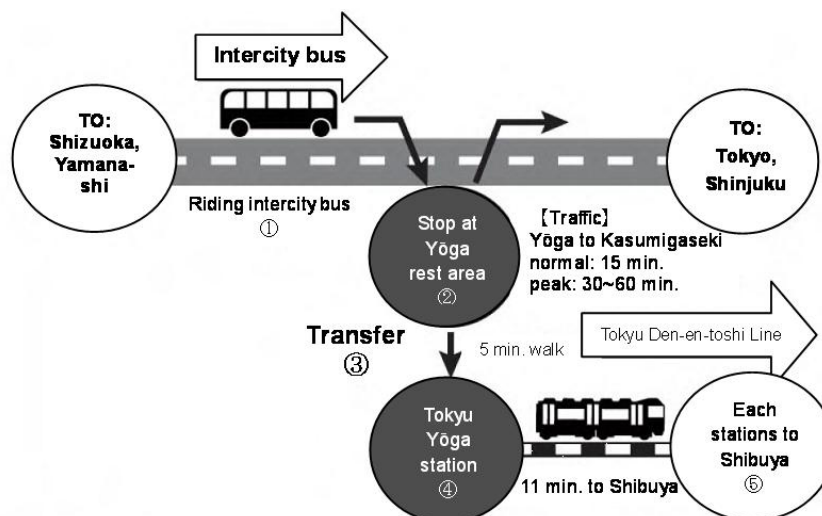 Intercity bus
TO:
Shizuoka,
Yamana-
shi
TO:
Tokyo,
Shinjuku
Riding intercity bus
①
Stop at
Yōga
rest area
②
【Traffic】
Yōga to Kasumigaseki
normal: 15 min.
peak: 30~60 min.
Transfer
③
5 min. walk
Tokyu Den-en-toshi Line
Tokyu
Yōga
station
④
11 min. to Shibuya
Each
stations to
Shibuya
⑤